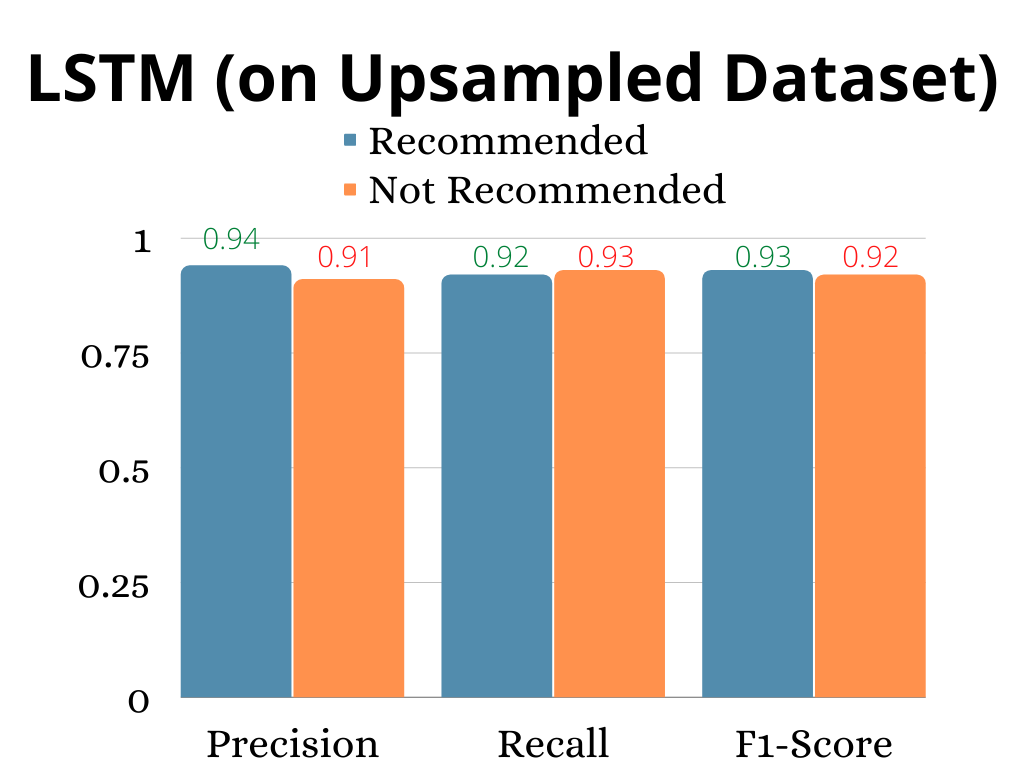 LSTM (on Upsampled Dataset)
Recommended
Not Recommended
1
0.94
0.91
0.92
0.93
0.93
0.92
0.75
0.5
0.25
0
Precision
Recall
F1-Score